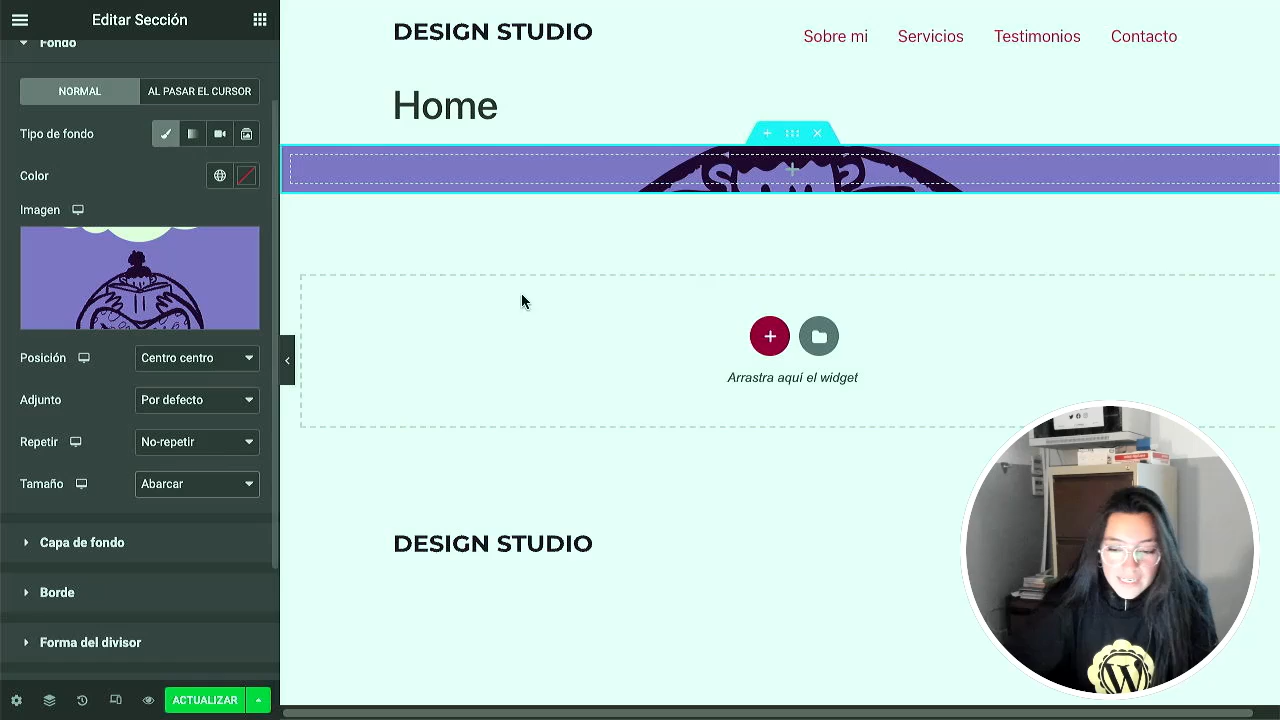 Editar Sección
Fondo
NORMAL
AL PASAR EL CURSOR
Tipo de fondo
Color
Imagen
Posición
Centro centro
Adjunto
Por defecto
Repetir
No-repetir
Tamaño
Abarcar
Capa de fondo
Borde
Forma del divisor
ACTUALIZAR
DESIGN STUDIO
Sobre mi
Servicios
Testimonios
Contacto
Home
Arrastra aquí el widget
DESIGN STUDIO